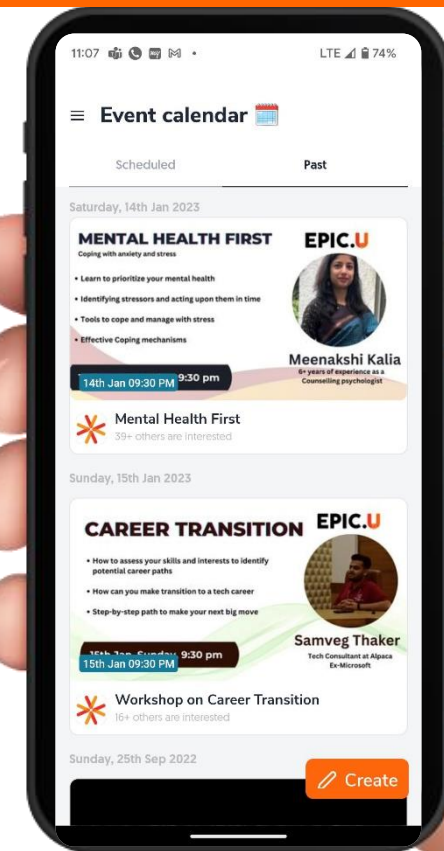 11:07
LTE 74%
Event calendar
Scheduled
Past
Saturday, 14th Jan 2023
MENTAL HEALTH FIRST
Coping with anxiety and stress
• Learn to prioritize your mental health
• Identifying stressors and acting upon them in time
• Tools to cope and manage with stress
• Effective Coping mechanisms
EPIC.U
Meenakshi Kalia
6+ years of experience as a
Counselling psychologist
9:30 pm
14th Jan 09:30 PM
Mental Health First
39+ others are interested
Sunday, 15th Jan 2023
CAREER TRANSITION
• How to assess your skills and interests to identify
potential career paths
• How can you make transition to a tech career
• Step-by-step path to make your next big move
EPIC.U
Samveg Thaker
Tech Consultant at Alpaca
Ex-Microsoft
15th Jan, Sunday, 9:30 pm
15th Jan 09:30 PM
Workshop on Career Transition
16+ others are interested
Sunday, 25th Sep 2022
Create